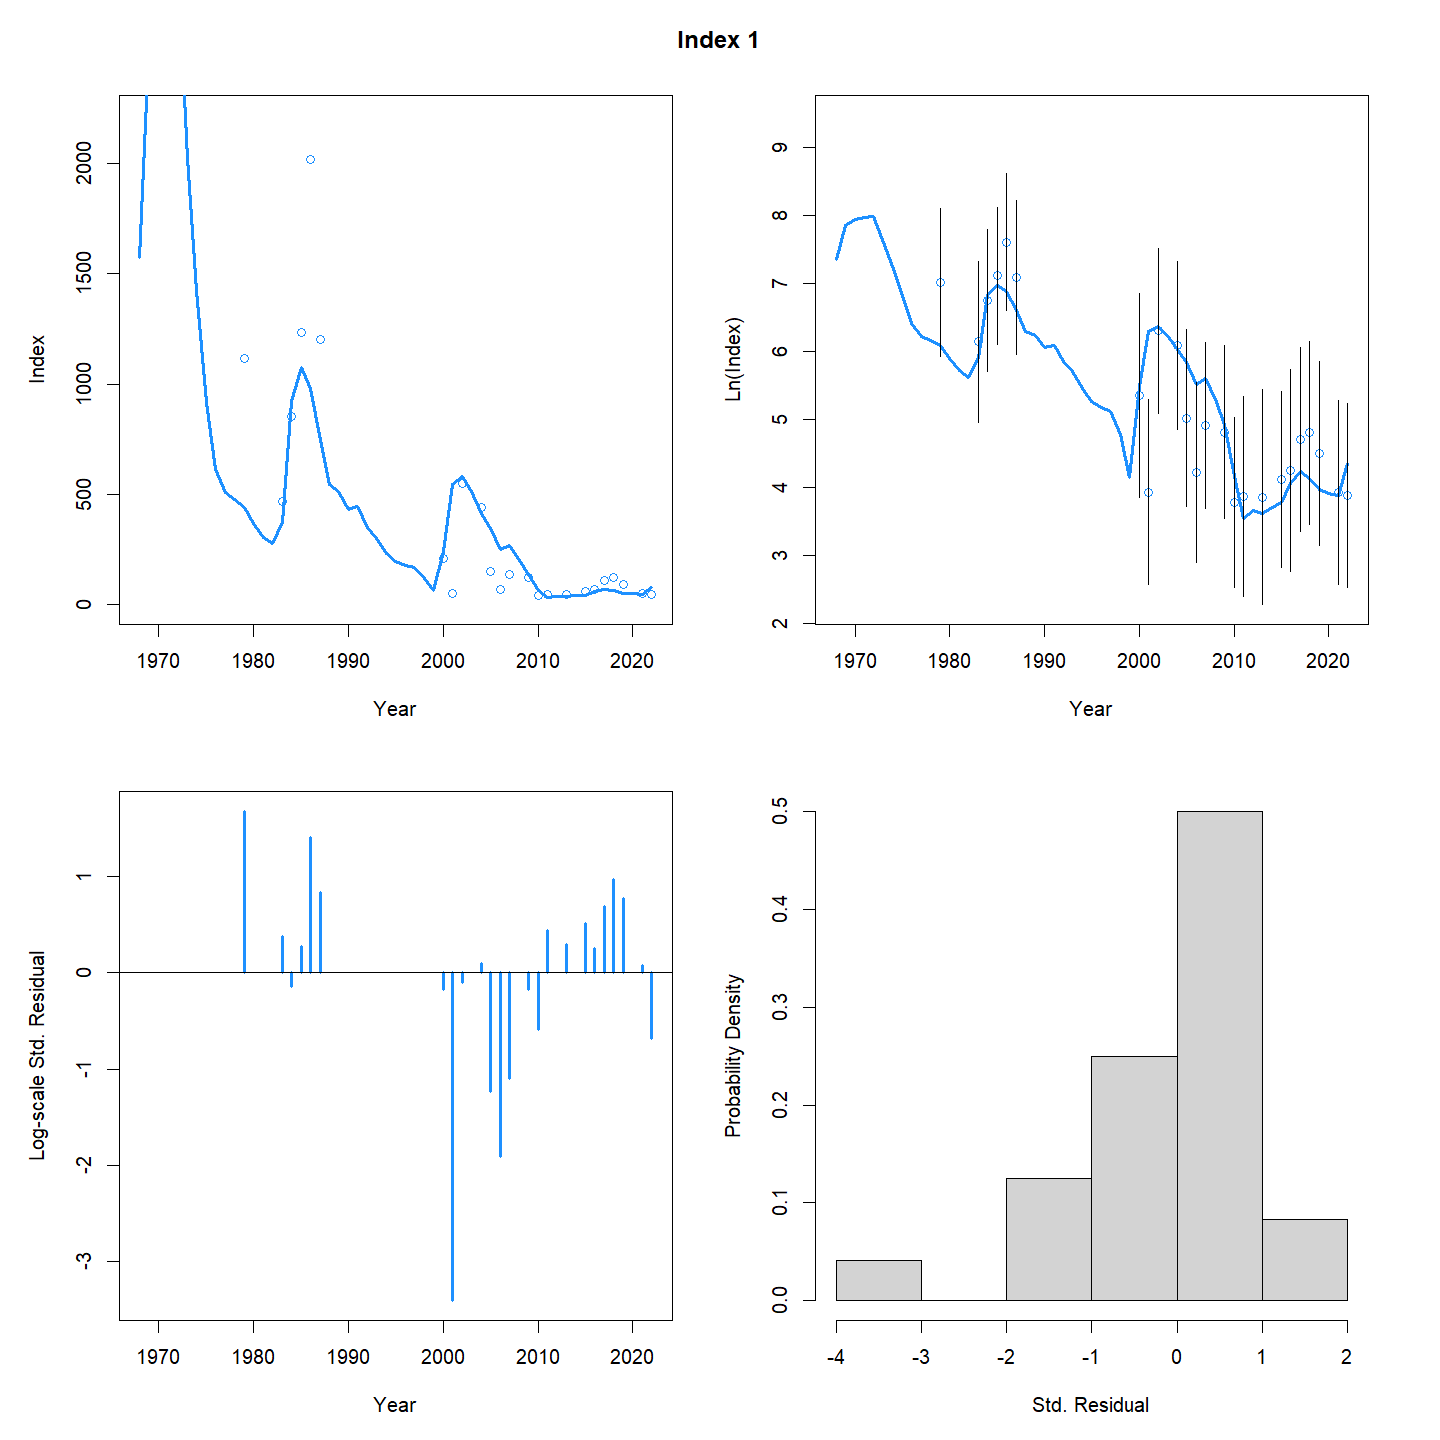 Index 1
Index
0 500 1000 1500 2000
1970 1980 1990 2000 2010 2020
Year
Ln(Index)
2 3 4 5 6 7 8 9
1970 1980 1990 2000 2010 2020
Year
Log-scale Std. Residual
-3 -2 -1 0 1
1970 1980 1990 2000 2010 2020
Year
Probability Density
0.0 0.1 0.2 0.3 0.4 0.5
-4 -3 -2 -1 0 1 2
Std. Residual